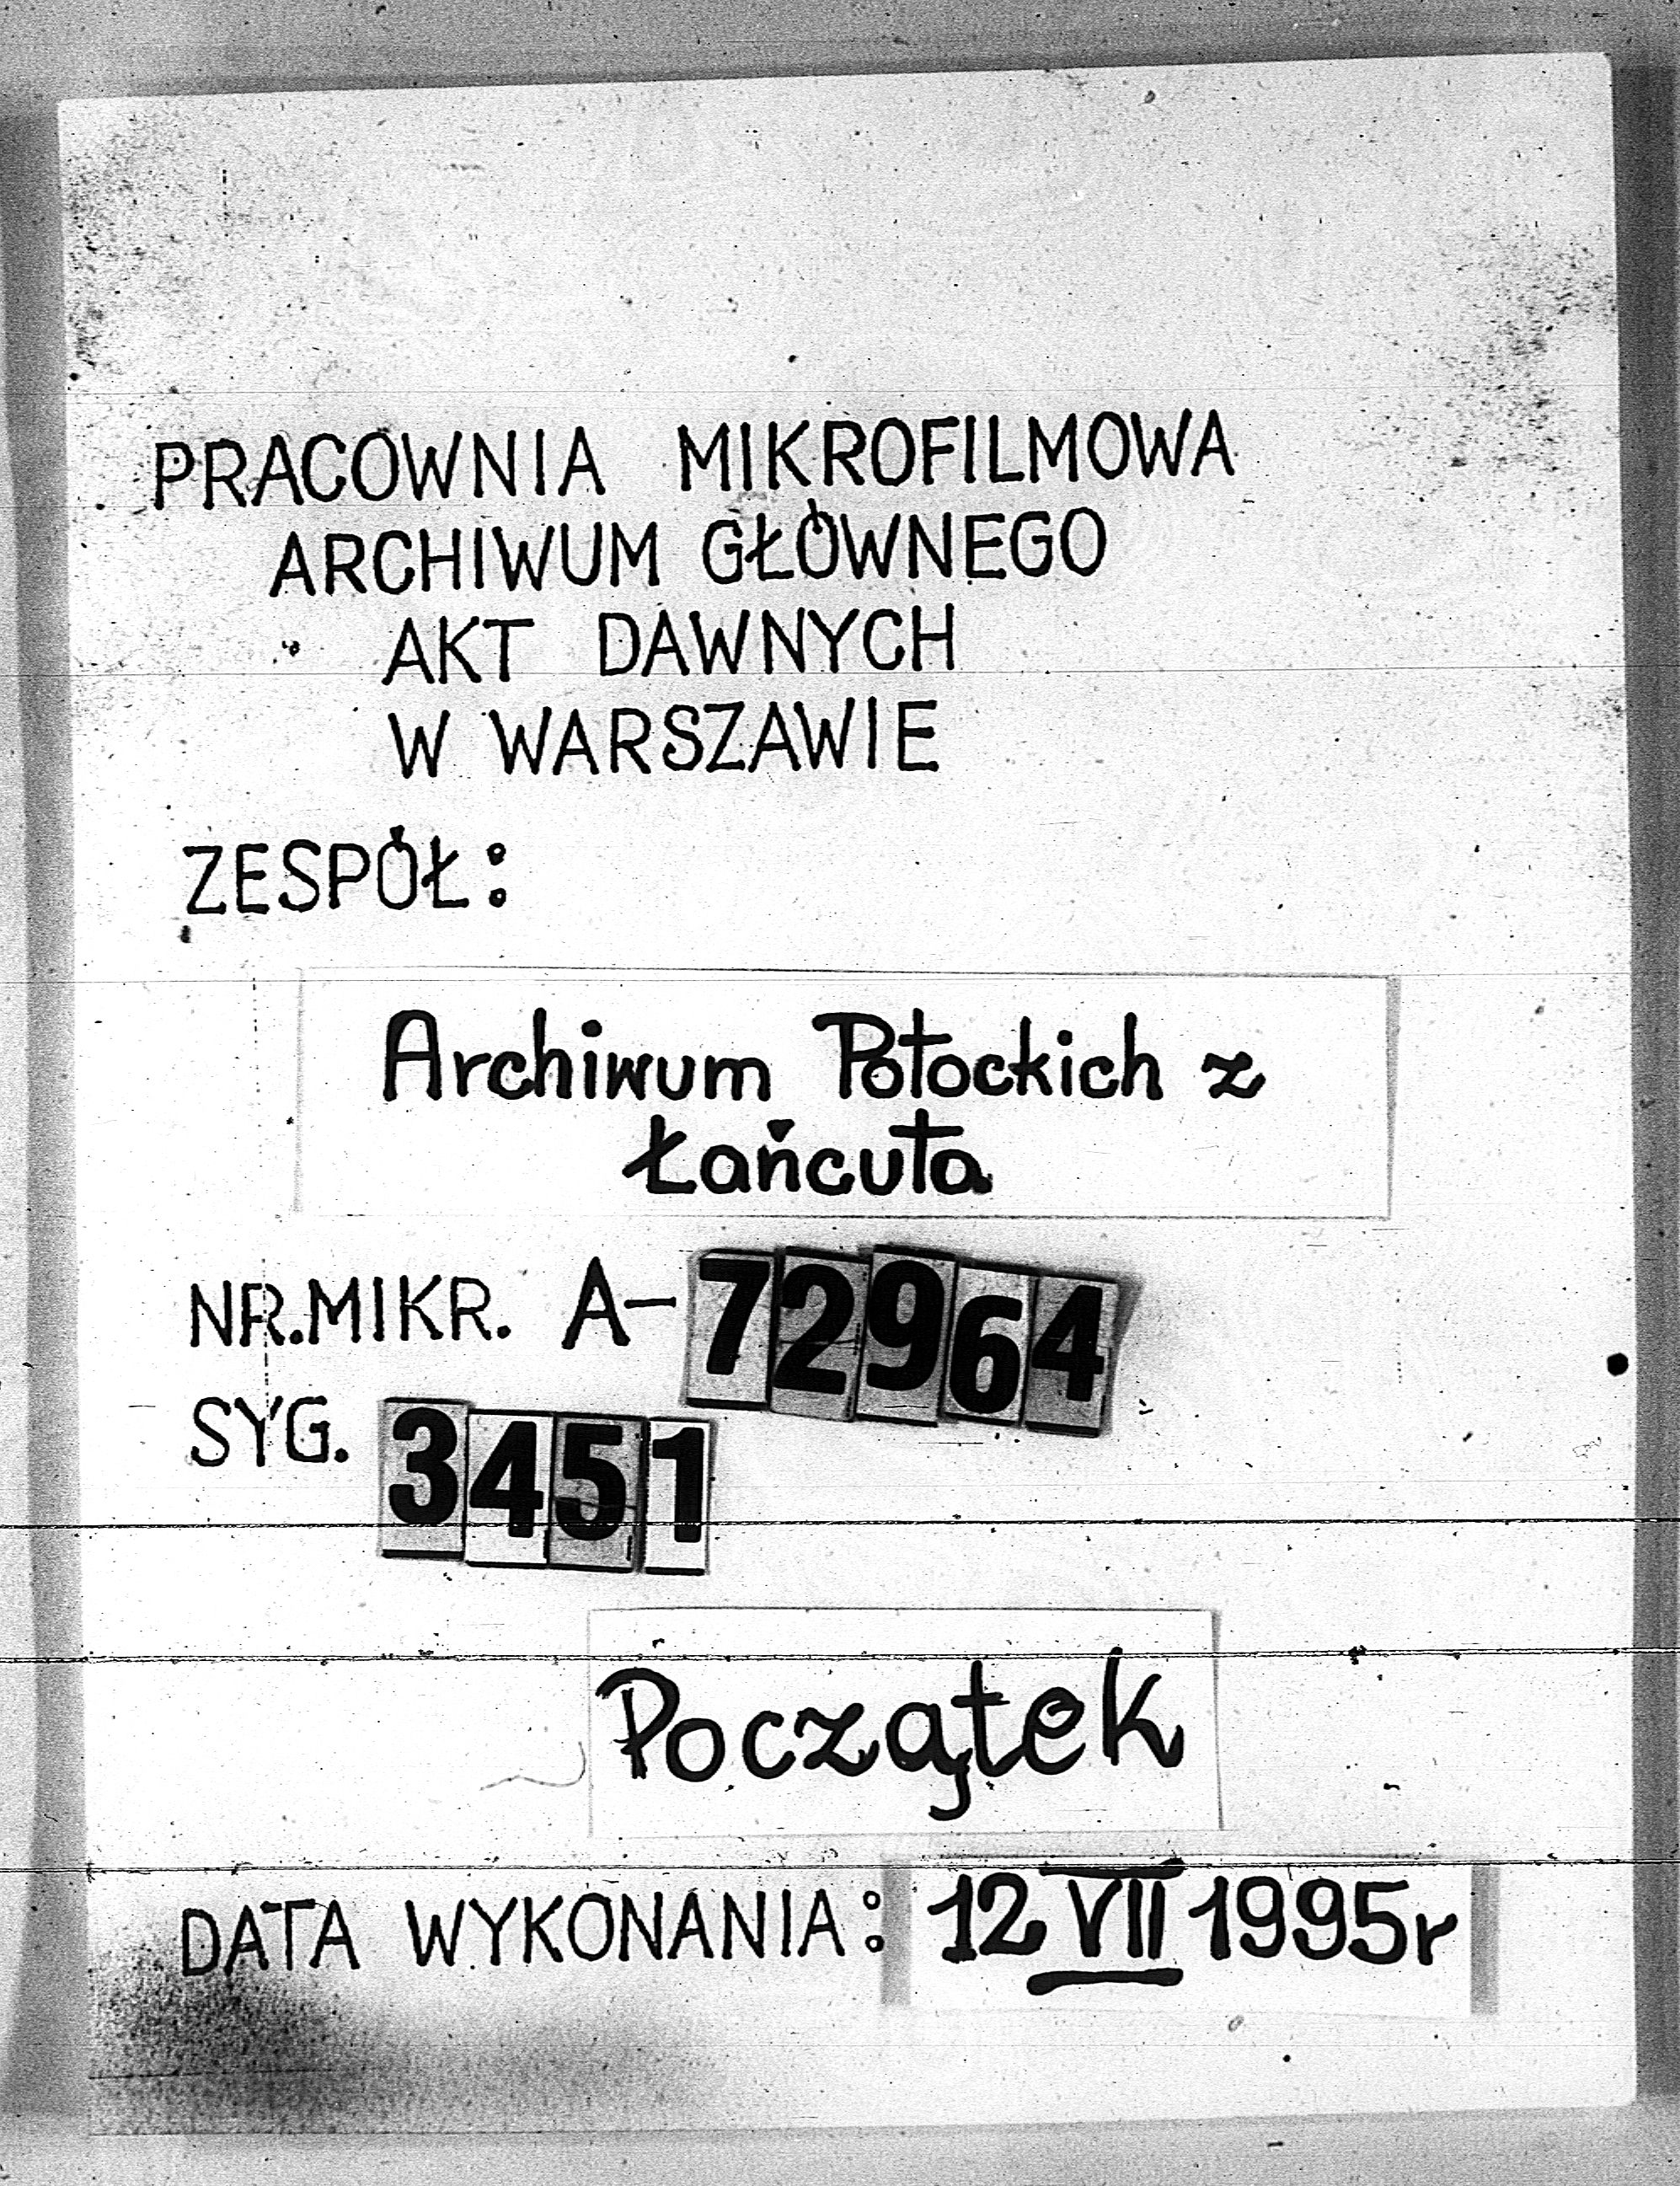 PRACOWNIA MIKROFILMOWA
ARCHIWUM GŁÓWNEGO
AKT DAWNYCH
W WARSZAWIE
ZESPÓŁ:
Archiwum Potockich z
Łańcuta
NR.MIKR. A-72964
SYG. 3451
Początek
DATA WYKONANIA: 12 VII 1995r